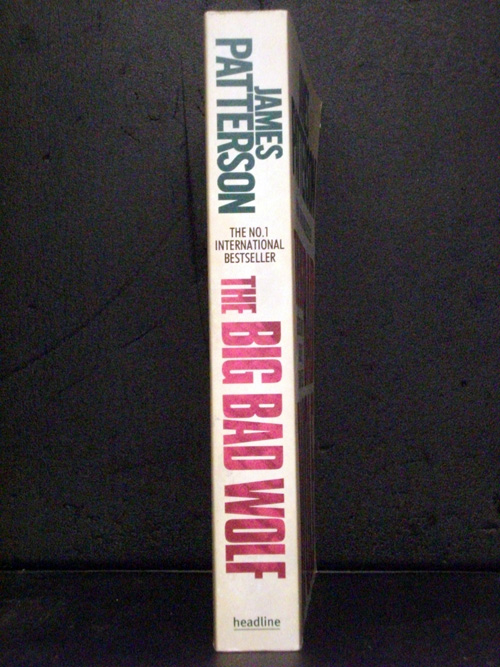 JAMES
PATTERSON
THE NO.1
INTERNATIONAL
BESTSELLER
THE BIG BAD WOLF
headline